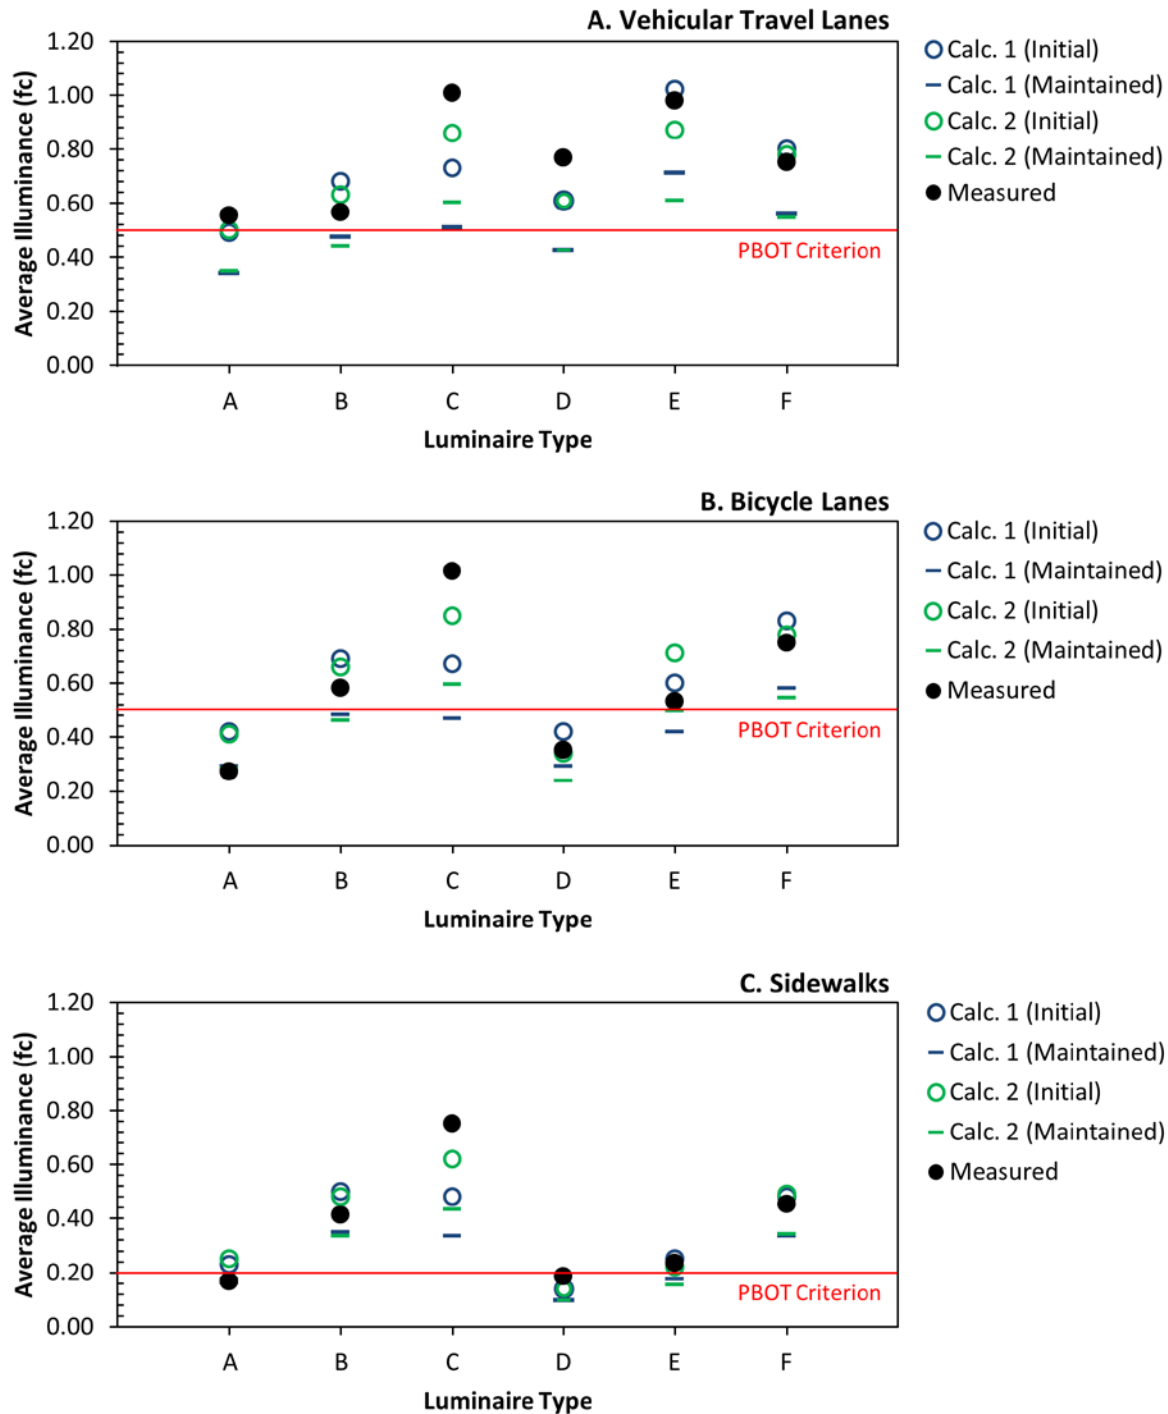 A. Vehicular Travel Lanes
1.20
1.00
0.80
0.60
0.40
0.20
0.00
Average Illuminance (fc)
A B C D E F
Luminaire Type
PBOT Criterion
Calc. 1 (Initial)
Calc. 1 (Maintained)
Calc. 2 (Initial)
Calc. 2 (Maintained)
Measured
B. Bicycle Lanes
1.20
1.00
0.80
0.60
0.40
0.20
0.00
Average Illuminance (fc)
A B C D E F
Luminaire Type
PBOT Criterion
Calc. 1 (Initial)
Calc. 1 (Maintained)
Calc. 2 (Initial)
Calc. 2 (Maintained)
Measured
C. Sidewalks
1.20
1.00
0.80
0.60
0.40
0.20
0.00
Average Illuminance (fc)
A B C D E F
Luminaire Type
PBOT Criterion
Calc. 1 (Initial)
Calc. 1 (Maintained)
Calc. 2 (Initial)
Calc. 2 (Maintained)
Measured